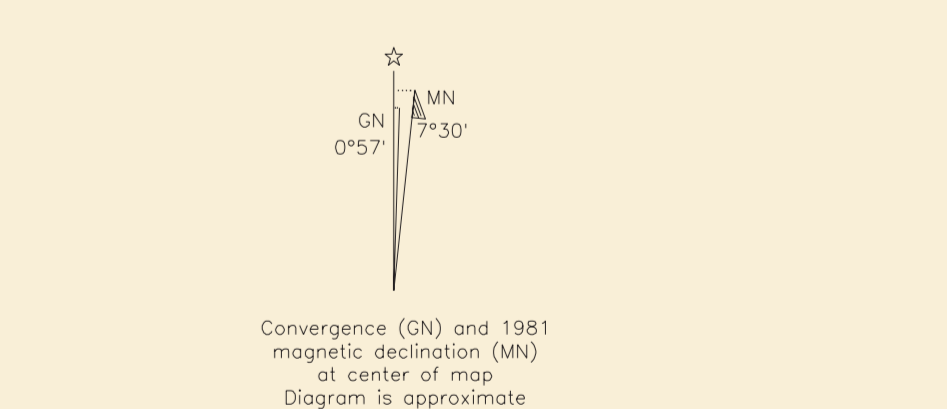 MN
GN
7°30'
0°57'
Convergence (GN) and 1981
magnetic declination (MN)
at center of map
Diagram is approximate